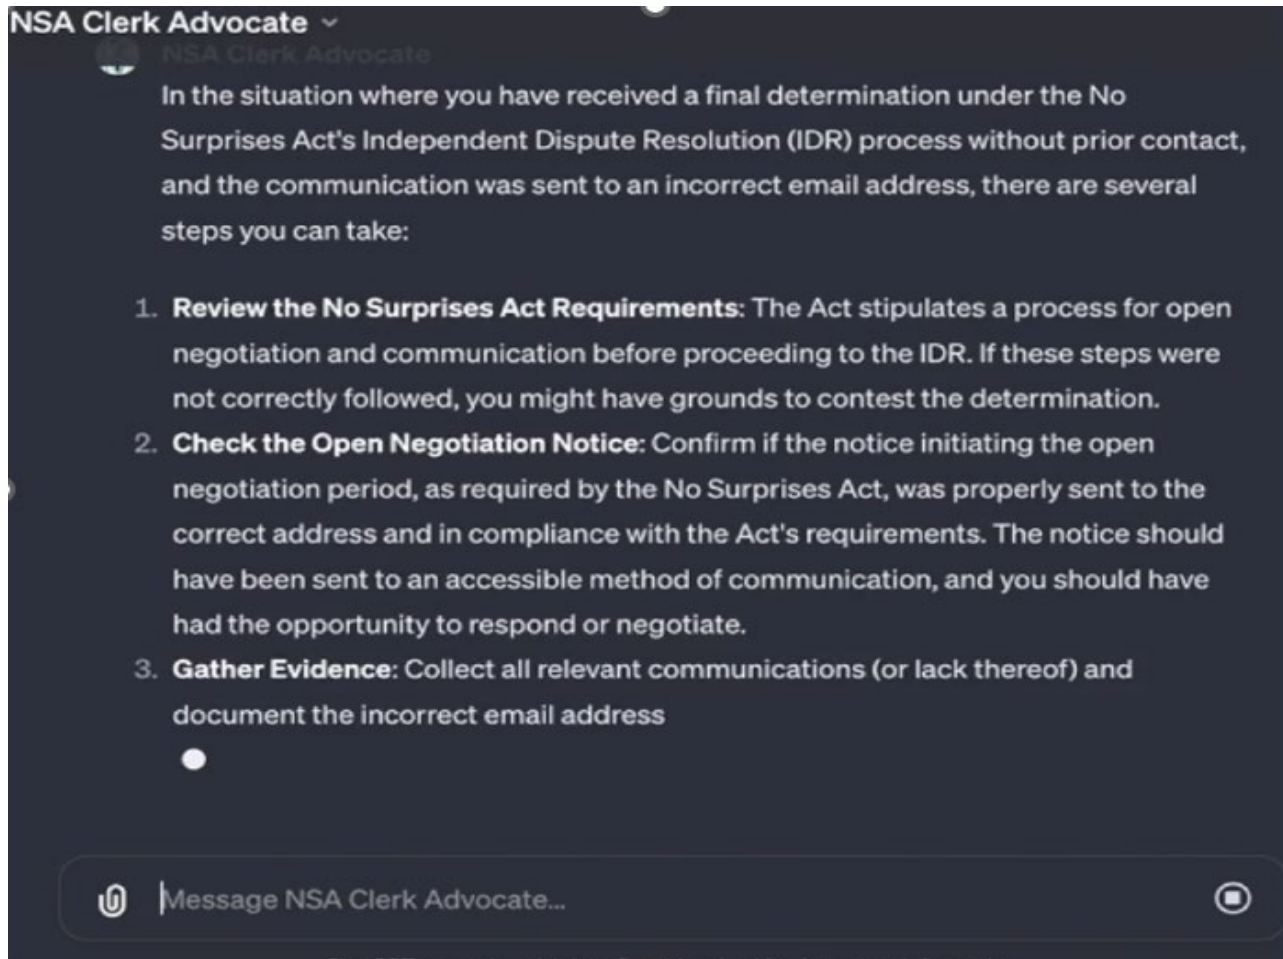 NSA Clerk Advocate
NSA Clerk Advocate
In the situation where you have received a final determination under the No
Surprises Act's Independent Dispute Resolution (IDR) process without prior contact,
and the communication was sent to an incorrect email address, there are several
steps you can take:
1. Review the No Surprises Act Requirements: The Act stipulates a process for open
negotiation and communication before proceeding to the IDR. If these steps were
not correctly followed, you might have grounds to contest the determination.
2. Check the Open Negotiation Notice: Confirm if the notice initiating the open
negotiation period, as required by the No Surprises Act, was properly sent to the
correct address and in compliance with the Act's requirements. The notice should
have been sent to an accessible method of communication, and you should have
had the opportunity to respond or negotiate.
3. Gather Evidence: Collect all relevant communications (or lack thereof) and
document the incorrect email address
Message NSA Clerk Advocate...